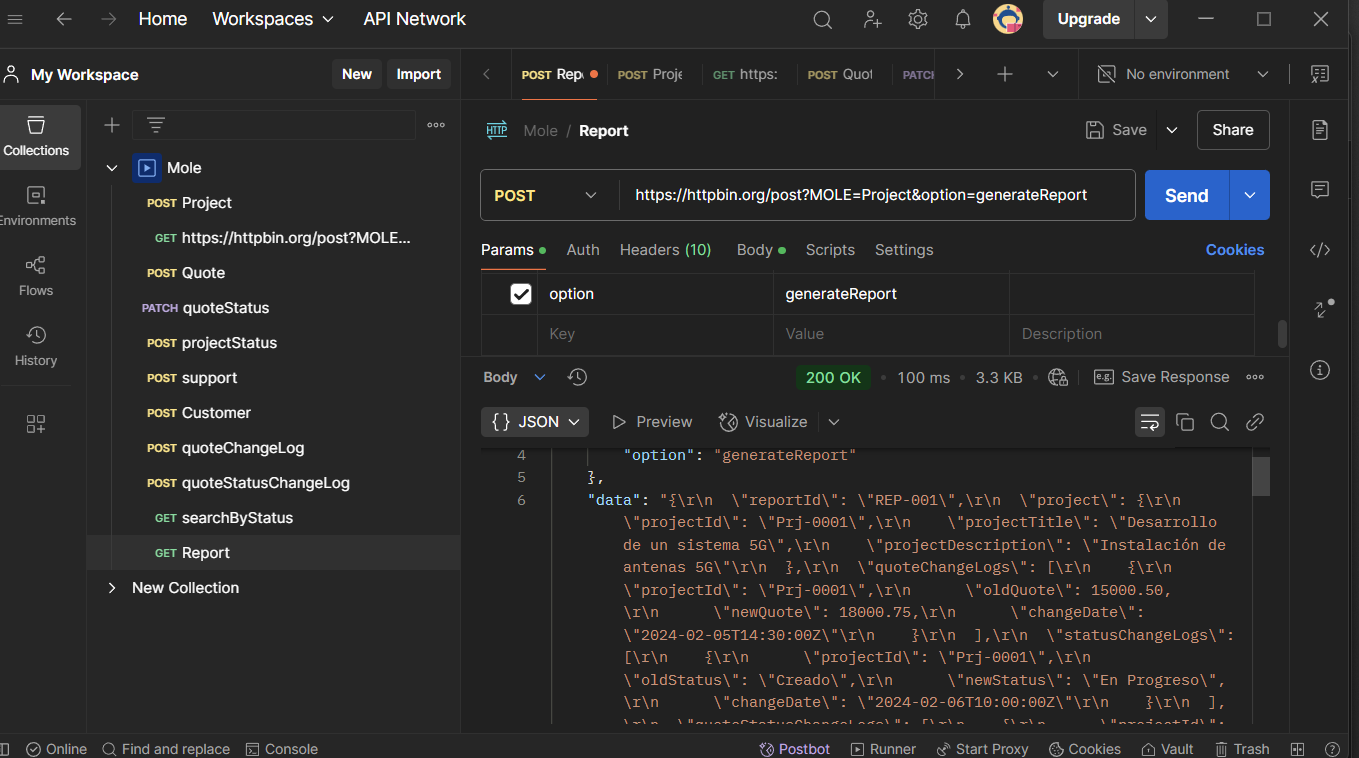 Home Workspaces API Network Upgrade
My Workspace New Import POST Rep POST Proje GET https: POST Quot PATCH No environment
HTTP Mole / Report Save Share
Collections
Environments
Flows
History
Mole
POST Project
GET https://httpbin.org/post?MOLE...
POST Quote
PATCH quoteStatus
POST projectStatus
POST support
POST Customer
POST quoteChangeLog
POST quoteStatusChangeLog
GET searchByStatus
GET Report
New Collection
POST https://httpbin.org/post?MOLE=Project&option=generateReport Send
Params Auth Headers (10) Body Scripts Settings Cookies
option generateReport
Key Value Description
Body 200 OK 100 ms 3.3 KB e.g. Save Response
{} JSON Preview Visualize
4 "option": "generateReport"
5 },
6 "data": "{\r\n  \"reportId\": \"REP-001\",\r\n  \"project\": {\r\n
\"projectId\": \"Prj-0001\",\r\n    \"projectTitle\": \"Desarrollo
de un sistema 5G\",\r\n    \"projectDescription\": \"Instalación de
antenas 5G\"\r\n  },\r\n  \"quoteChangeLogs\": [\r\n    {\r\n
\"projectId\": \"Prj-0001\",\r\n      \"oldQuote\": 15000.50,
\r\n      \"newQuote\": 18000.75,\r\n      \"changeDate\":
\"2024-02-05T14:30:00Z\"\r\n    }\r\n  ],\r\n  \"statusChangeLogs\":
[\r\n    {\r\n      \"projectId\": \"Prj-0001\",\r\n
\"oldStatus\": \"Creado\",\r\n      \"newStatus\": \"En Progreso\",
\r\n      \"changeDate\": \"2024-02-06T10:00:00Z\"\r\n    }\r\n  ],
\r\n  \"quoteStatusChangeLogs\": [\r\n    {\r\n      \"projectId\":
Online Find and replace Console Postbot Runner Start Proxy Cookies Vault Trash